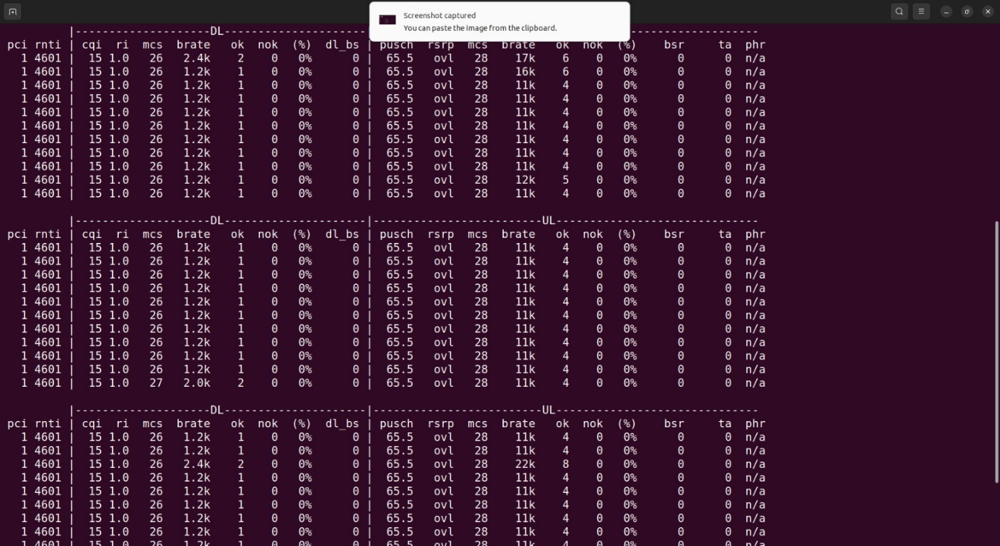 Screenshot captured
You can paste the image from the clipboard.
|--------------------DL---------------------| -------------------
pci rnti | cqi ri mcs brate ok nok (%) dl_bs | pusch rsrp mcs brate ok nok (%) bsr ta phr
1 4601 | 15 1.0 26 2.4k 2 0 0% 0 | 65.5 ovl 28 17k 6 0 0% 0 0 n/a
1 4601 | 15 1.0 26 1.2k 1 0 0% 0 | 65.5 ovl 28 16k 6 0 0% 0 0 n/a
1 4601 | 15 1.0 26 1.2k 1 0 0% 0 | 65.5 ovl 28 11k 4 0 0% 0 0 n/a
1 4601 | 15 1.0 26 1.2k 1 0 0% 0 | 65.5 ovl 28 11k 4 0 0% 0 0 n/a
1 4601 | 15 1.0 26 1.2k 1 0 0% 0 | 65.5 ovl 28 11k 4 0 0% 0 0 n/a
1 4601 | 15 1.0 26 1.2k 1 0 0% 0 | 65.5 ovl 28 11k 4 0 0% 0 0 n/a
1 4601 | 15 1.0 26 1.2k 1 0 0% 0 | 65.5 ovl 28 11k 4 0 0% 0 0 n/a
1 4601 | 15 1.0 26 1.2k 1 0 0% 0 | 65.5 ovl 28 11k 4 0 0% 0 0 n/a
1 4601 | 15 1.0 26 1.2k 1 0 0% 0 | 65.5 ovl 28 11k 4 0 0% 0 0 n/a
1 4601 | 15 1.0 26 1.2k 1 0 0% 0 | 65.5 ovl 28 12k 5 0 0% 0 0 n/a
1 4601 | 15 1.0 26 1.2k 1 0 0% 0 | 65.5 ovl 28 11k 4 0 0% 0 0 n/a
|--------------------DL---------------------|-------------------------UL------------------------------
pci rnti | cqi ri mcs brate ok nok (%) dl_bs | pusch rsrp mcs brate ok nok (%) bsr ta phr
1 4601 | 15 1.0 26 1.2k 1 0 0% 0 | 65.5 ovl 28 11k 4 0 0% 0 0 n/a
1 4601 | 15 1.0 26 1.2k 1 0 0% 0 | 65.5 ovl 28 11k 4 0 0% 0 0 n/a
1 4601 | 15 1.0 26 1.2k 1 0 0% 0 | 65.5 ovl 28 11k 4 0 0% 0 0 n/a
1 4601 | 15 1.0 26 1.2k 1 0 0% 0 | 65.5 ovl 28 11k 4 0 0% 0 0 n/a
1 4601 | 15 1.0 26 1.2k 1 0 0% 0 | 65.5 ovl 28 11k 4 0 0% 0 0 n/a
1 4601 | 15 1.0 26 1.2k 1 0 0% 0 | 65.5 ovl 28 11k 4 0 0% 0 0 n/a
1 4601 | 15 1.0 26 1.2k 1 0 0% 0 | 65.5 ovl 28 11k 4 0 0% 0 0 n/a
1 4601 | 15 1.0 26 1.2k 1 0 0% 0 | 65.5 ovl 28 11k 4 0 0% 0 0 n/a
1 4601 | 15 1.0 26 1.2k 1 0 0% 0 | 65.5 ovl 28 11k 4 0 0% 0 0 n/a
1 4601 | 15 1.0 26 1.2k 1 0 0% 0 | 65.5 ovl 28 11k 4 0 0% 0 0 n/a
1 4601 | 15 1.0 27 2.0k 2 0 0% 0 | 65.5 ovl 28 11k 4 0 0% 0 0 n/a
|--------------------DL---------------------|-------------------------UL------------------------------
pci rnti | cqi ri mcs brate ok nok (%) dl_bs | pusch rsrp mcs brate ok nok (%) bsr ta phr
1 4601 | 15 1.0 26 1.2k 1 0 0% 0 | 65.5 ovl 28 11k 4 0 0% 0 0 n/a
1 4601 | 15 1.0 26 1.2k 1 0 0% 0 | 65.5 ovl 28 11k 4 0 0% 0 0 n/a
1 4601 | 15 1.0 26 2.4k 2 0 0% 0 | 65.5 ovl 28 22k 8 0 0% 0 0 n/a
1 4601 | 15 1.0 26 1.2k 1 0 0% 0 | 65.5 ovl 28 11k 4 0 0% 0 0 n/a
1 4601 | 15 1.0 26 1.2k 1 0 0% 0 | 65.5 ovl 28 11k 4 0 0% 0 0 n/a
1 4601 | 15 1.0 26 1.2k 1 0 0% 0 | 65.5 ovl 28 11k 4 0 0% 0 0 n/a
1 4601 | 15 1.0 26 1.2k 1 0 0% 0 | 65.5 ovl 28 11k 4 0 0% 0 0 n/a
1 4601 | 15 1.0 26 1.2k 1 0 0% 0 | 65.5 ovl 28 11k 4 0 0% 0 0 n/a
1 4601 | 15 1.0 26 1.2k 1 0 0% 0 | 65.5 ovl 28 11k 4 0 0% 0 0 n/a